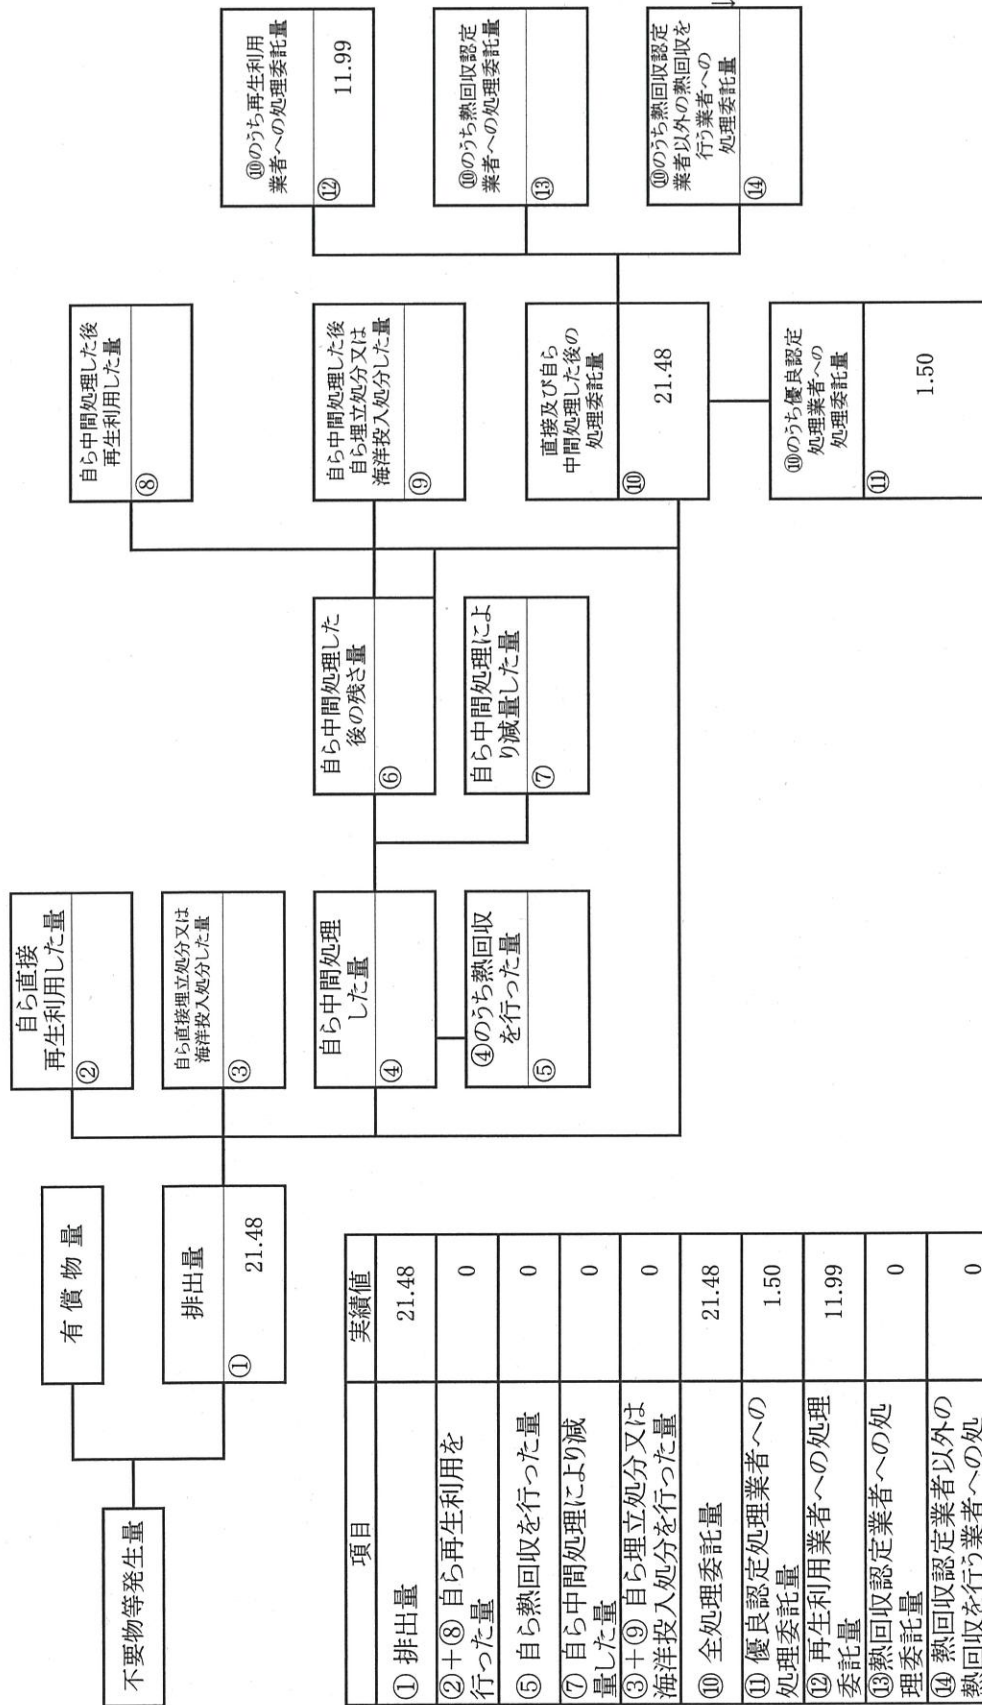 不要物等発生量
有償物量
排出量
①
21.48
自ら直接
再生利用した量
②
自ら直接埋立処分又は
海洋投入処分した量
③
自ら中間処理
した量
④
④のうち熱回収
を行った量
⑤
自ら中間処理した
後の残さ量
⑥
自ら中間処理によ
り減量した量
⑦
自ら中間処理した後
再生利用した量
⑧
自ら中間処理した後
自ら埋立処分又は
海洋投入処分した量
⑨
直接及び自ら
中間処理した後の
処理委託量
⑩
21.48
⑩のうち優良認定
処理業者への
処理委託量
⑪
1.50
⑩のうち再生利用
業者への処理委託量
⑫
11.99
⑩のうち熱回収認定
業者への処理委託量
⑬
⑩のうち熱回収認定
業者以外の熱回収を
行う業者への
処理委託量
⑭
項目
実績値
① 排出量
21.48
②+⑧ 自ら再生利用を
行った量
0
⑤ 自ら熱回収を行った量
0
⑦ 自ら中間処理により減
量した量
0
③+⑨ 自ら埋立処分又は
海洋投入処分を行った量
0
⑩ 全処理委託量
21.48
⑪ 優良認定処理業者への
処理委託量
1.50
⑫ 再生利用業者への処理
委託量
11.99
⑬熱回収認定業者への処
理委託量
0
⑭ 熱回収認定業者以外の
熱回収を行う業者への処
0